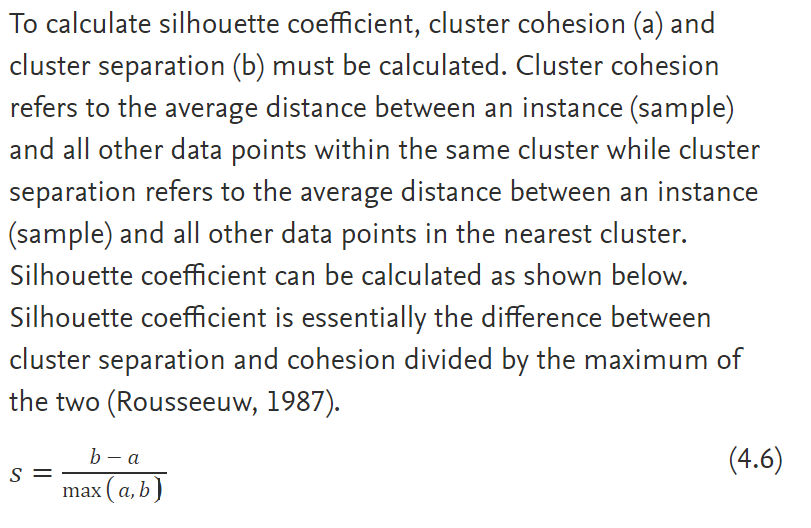 To calculate silhouette coefficient, cluster cohesion (a) and
cluster separation (b) must be calculated. Cluster cohesion
refers to the average distance between an instance (sample)
and all other data points within the same cluster while cluster
separation refers to the average distance between an instance
(sample) and all other data points in the nearest cluster.
Silhouette coefficient can be calculated as shown below.
Silhouette coefficient is essentially the difference between
cluster separation and cohesion divided by the maximum of
the two (Rousseeuw, 1987).
s = (b − a) / max(a, b) (4.6)